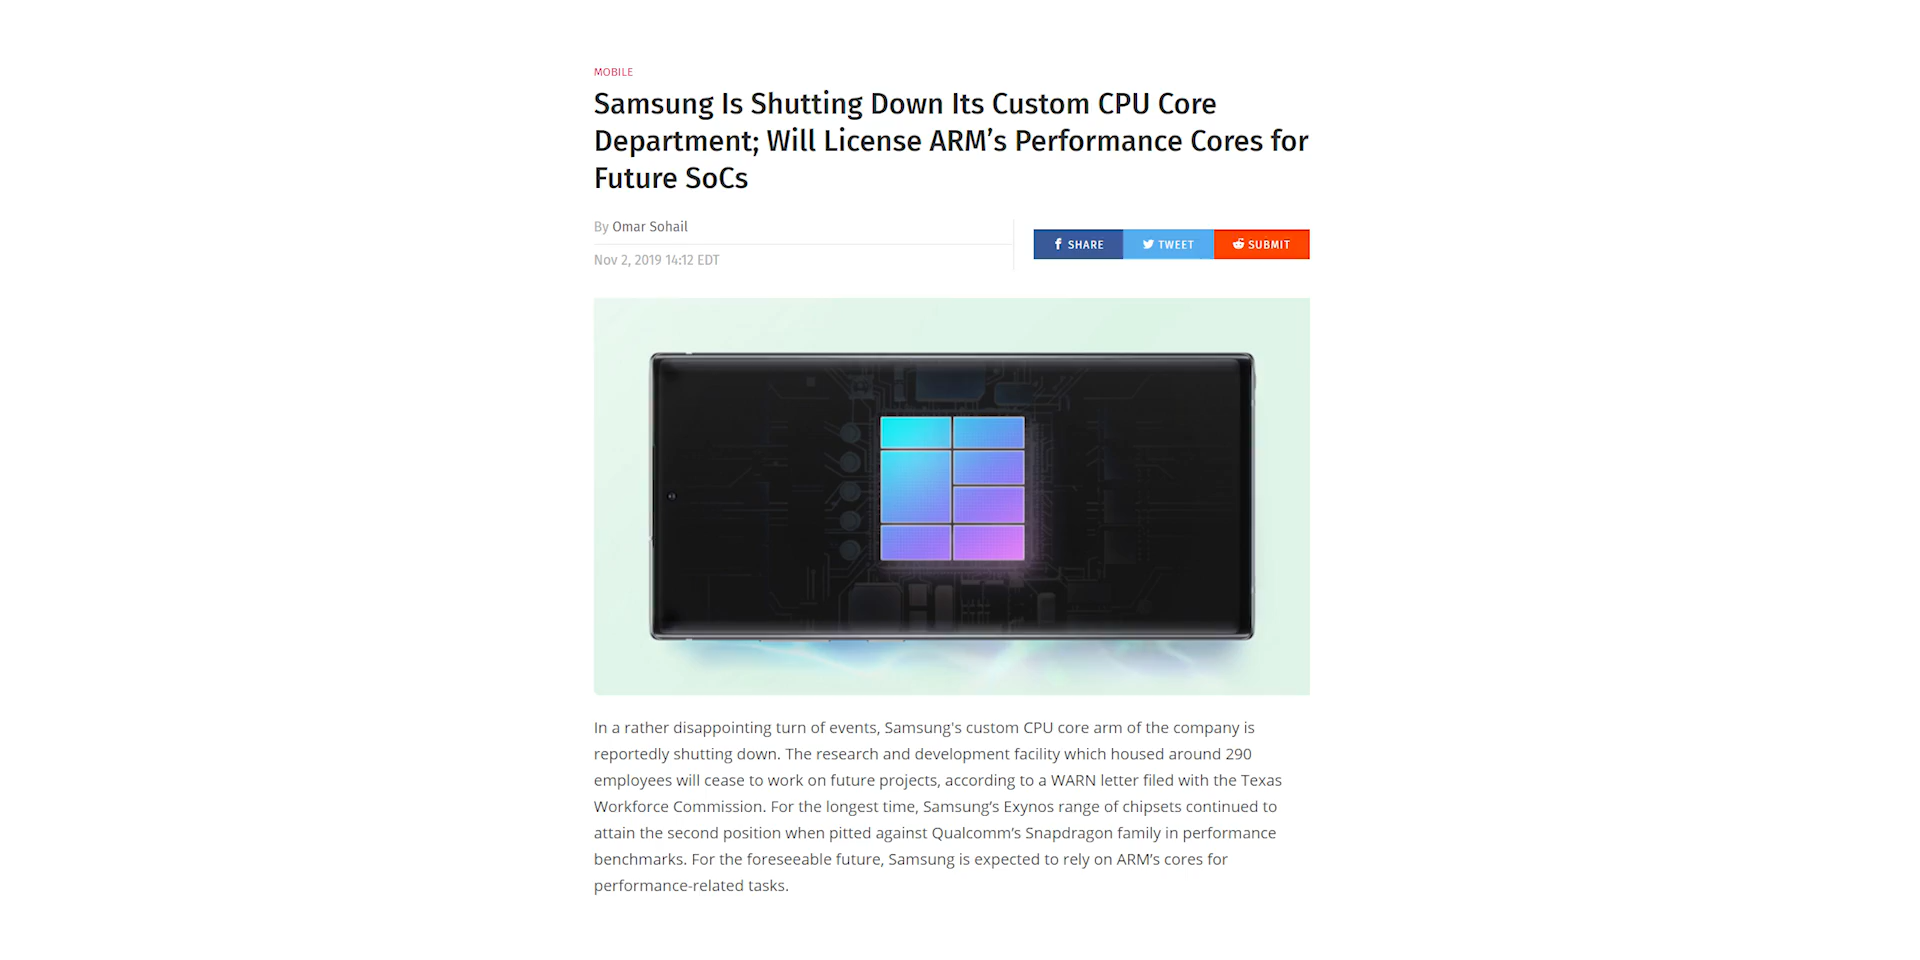 MOBILE
Samsung Is Shutting Down Its Custom CPU Core
Department; Will License ARM’s Performance Cores for
Future SoCs
By Omar Sohail
Nov 2, 2019 14:12 EDT
SHARE
TWEET
SUBMIT
In a rather disappointing turn of events, Samsung's custom CPU core arm of the company is
reportedly shutting down. The research and development facility which housed around 290
employees will cease to work on future projects, according to a WARN letter filed with the Texas
Workforce Commission. For the longest time, Samsung’s Exynos range of chipsets continued to
attain the second position when pitted against Qualcomm’s Snapdragon family in performance
benchmarks. For the foreseeable future, Samsung is expected to rely on ARM’s cores for
performance-related tasks.